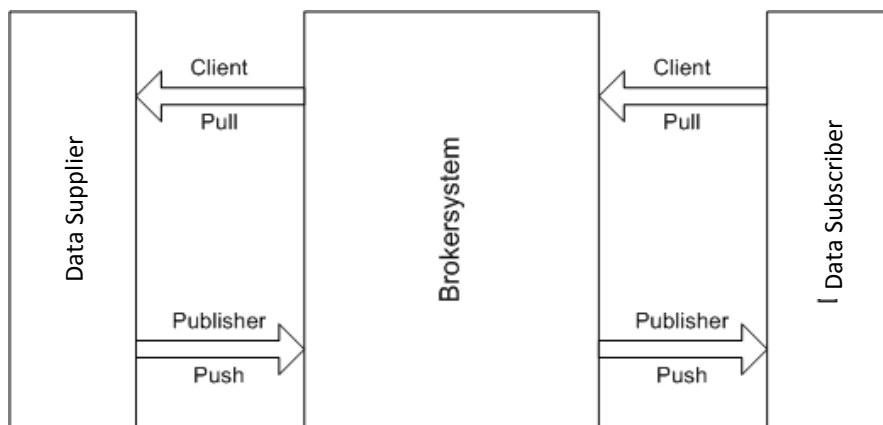 Data Supplier
Client
Pull
Publisher
Push
Brokersystem
Client
Pull
Publisher
Push
Data Subscriber